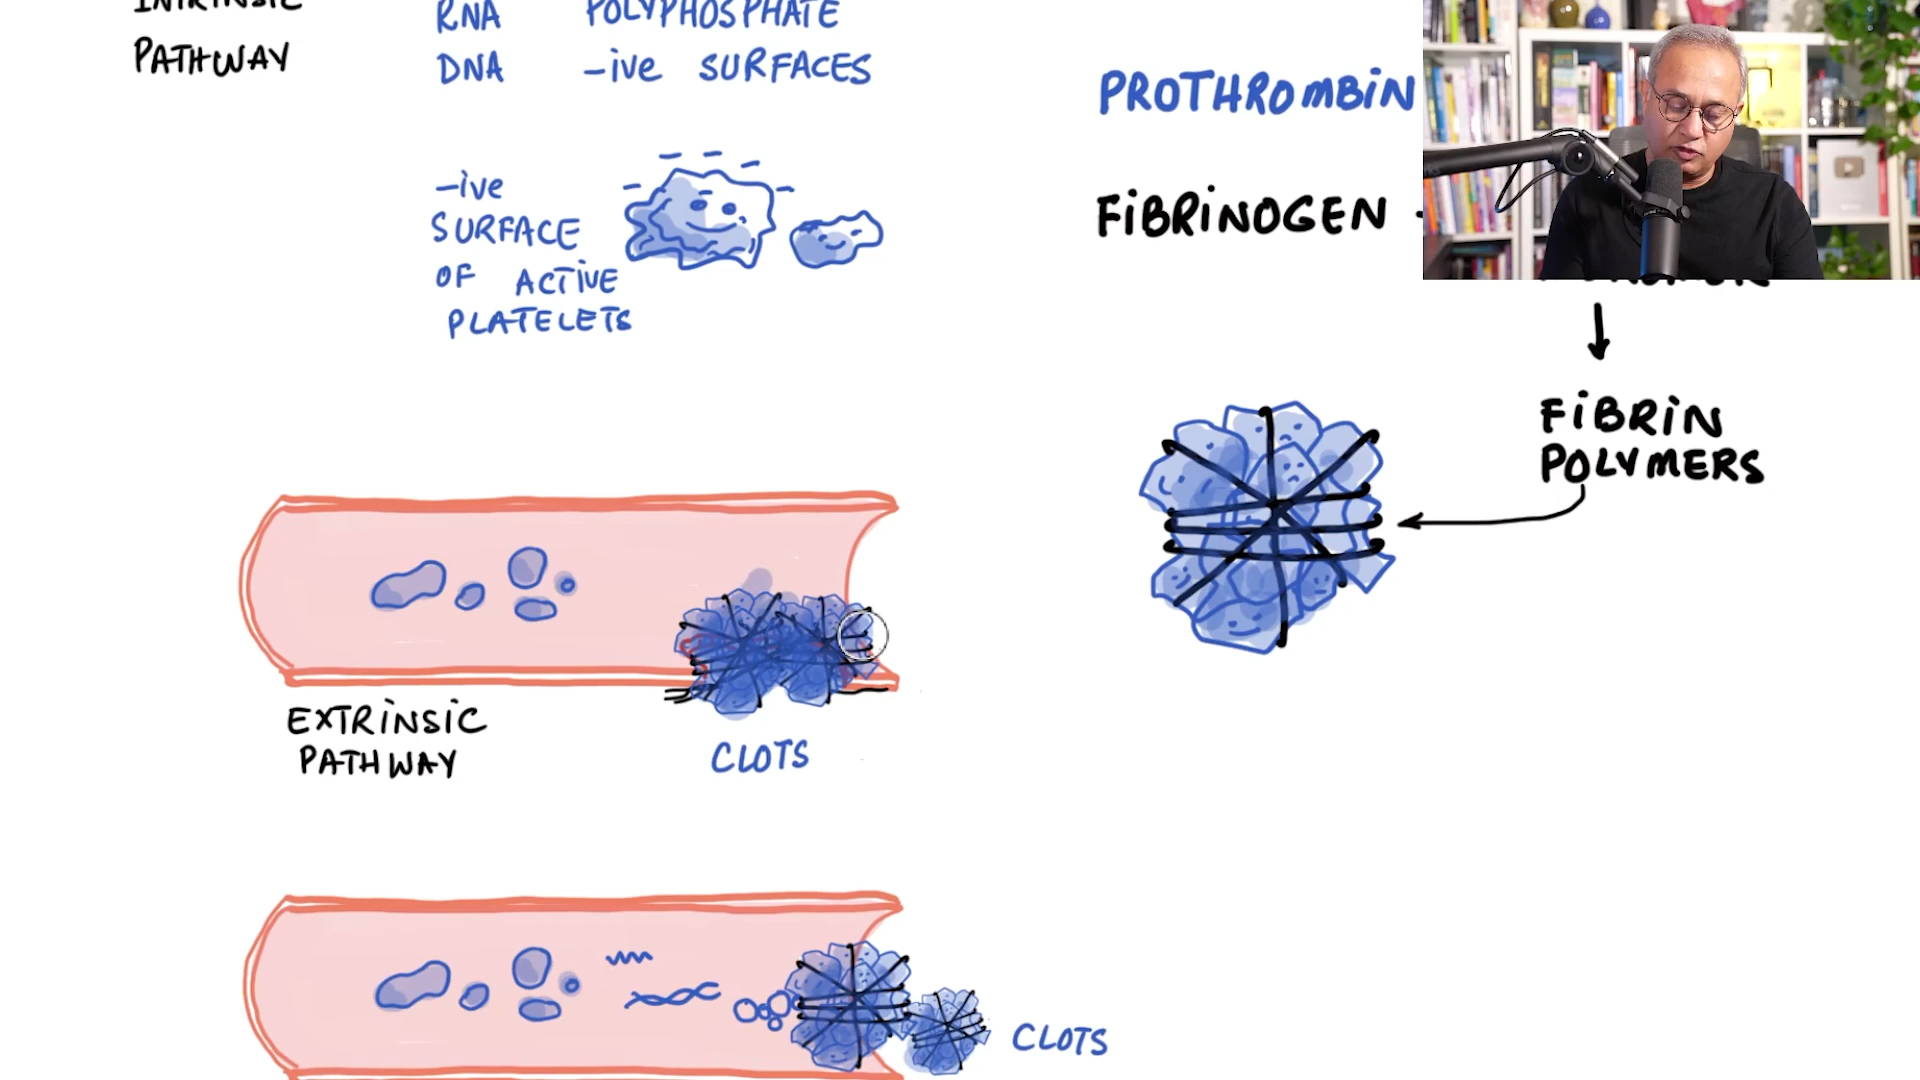 INTRINSIC
PATHWAY
RNA POLYPHOSPHATE
DNA -ive SURFACES
-ive
SURFACE
OF ACTIVE
PLATELETS
PROTHROMBIN
FIBRINOGEN
FIBRIN
POLYMERS
EXTRINSIC
PATHWAY
CLOTS
CLOTS